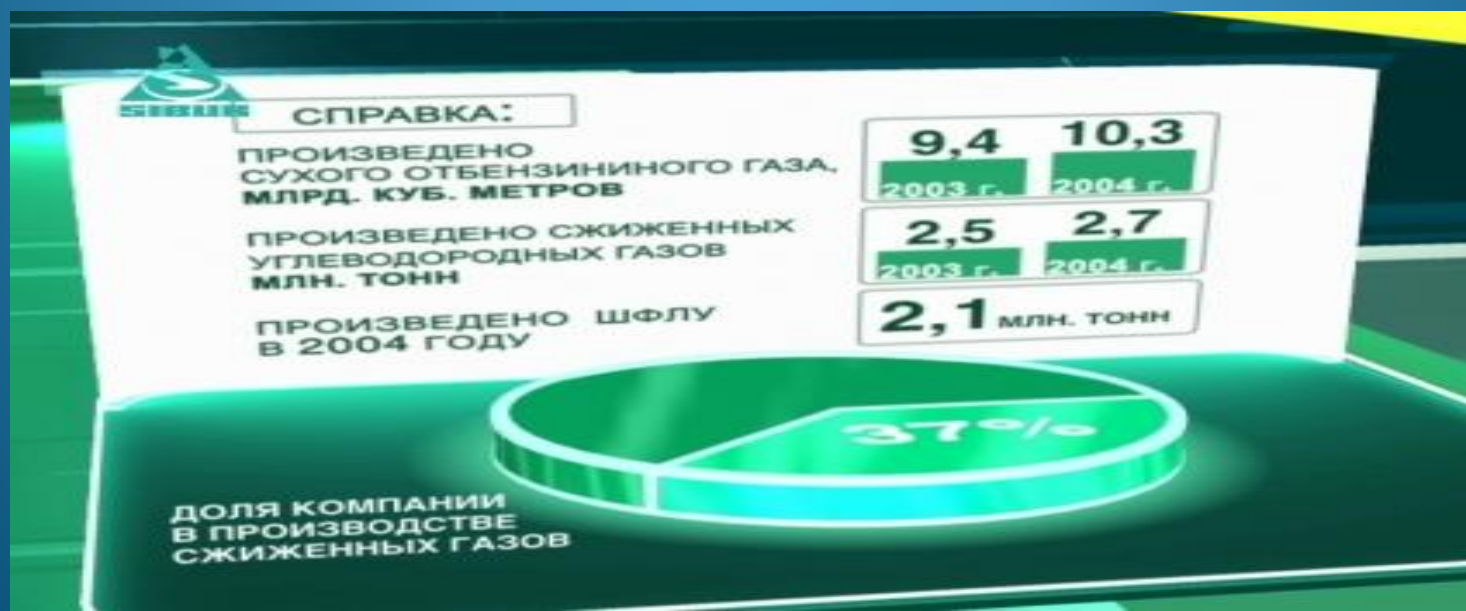 SIBUR
СПРАВКА:
ПРОИЗВЕДЕНО
СУХОГО ОТБЕНЗИНИНОГО ГАЗА,
МЛРД. КУБ. МЕТРОВ
9,4 10,3
2003 г. 2004 г.
ПРОИЗВЕДЕНО СЖИЖЕННЫХ
УГЛЕВОДОРОДНЫХ ГАЗОВ
МЛН. ТОНН
2,5 2,7
2003 г. 2004 г.
ПРОИЗВЕДЕНО ШФЛУ
В 2004 ГОДУ
2,1 МЛН. ТОНН
37%
ДОЛЯ КОМПАНИИ
В ПРОИЗВОДСТВЕ
СЖИЖЕННЫХ ГАЗОВ